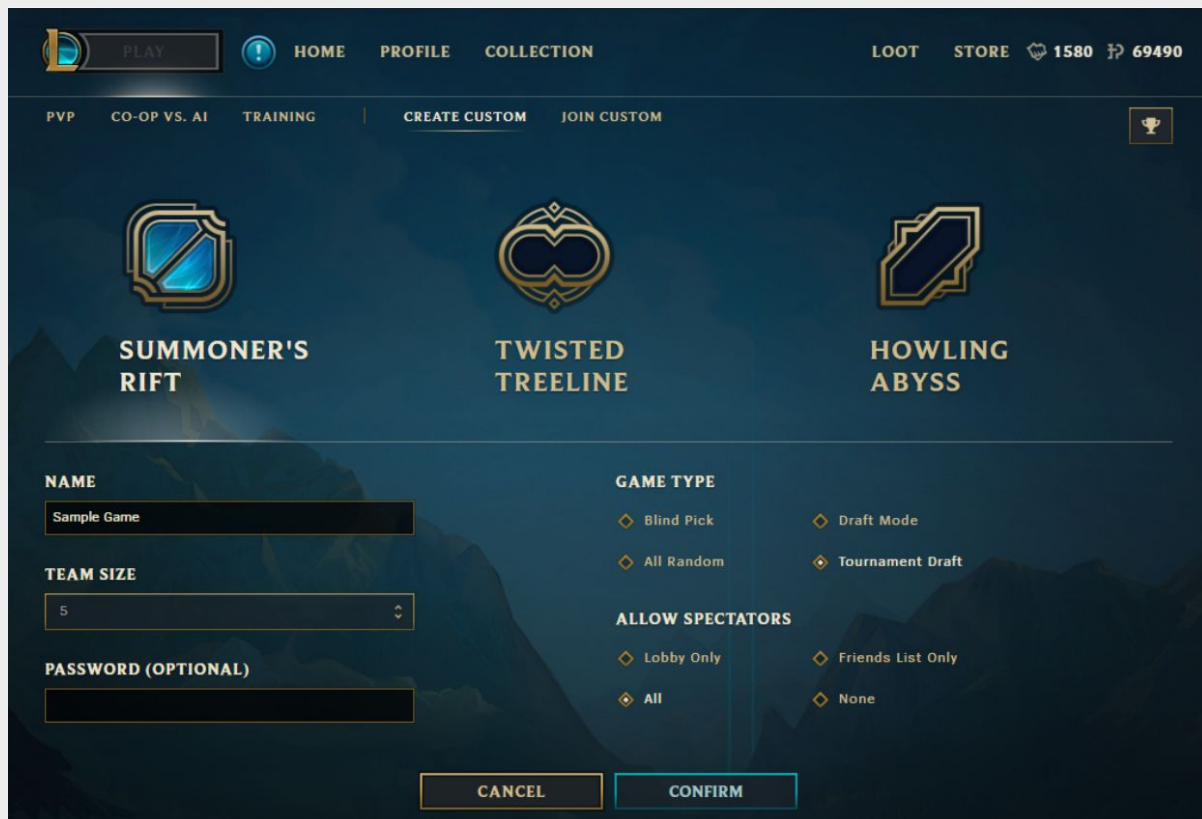 PLAY
HOME PROFILE COLLECTION LOOT STORE 1580 69490
PVP CO-OP VS. AI TRAINING CREATE CUSTOM JOIN CUSTOM
SUMMONER'S
RIFT
TWISTED
TREELINE
HOWLING
ABYSS
NAME
Sample Game
TEAM SIZE
5
PASSWORD (OPTIONAL)
GAME TYPE
Blind Pick Draft Mode
All Random Tournament Draft
ALLOW SPECTATORS
Lobby Only Friends List Only
All None
CANCEL CONFIRM